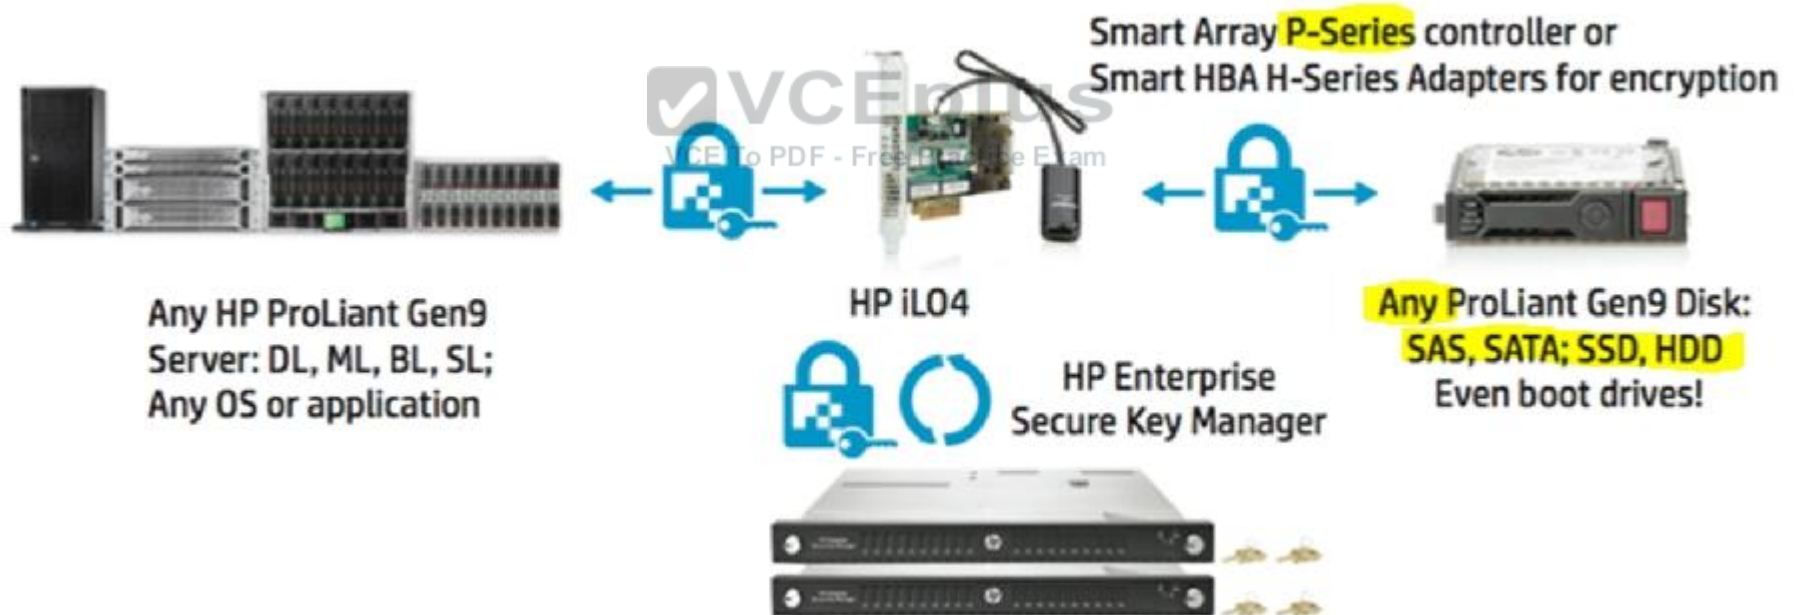 Smart Array P-Series controller or
Smart HBA H-Series Adapters for encryption
VCEplus
VCE To PDF - Free Practice Exam
Any HP ProLiant Gen9
Server: DL, ML, BL, SL;
Any OS or application
HP iLO4
Any ProLiant Gen9 Disk:
SAS, SATA; SSD, HDD
Even boot drives!
HP Enterprise
Secure Key Manager